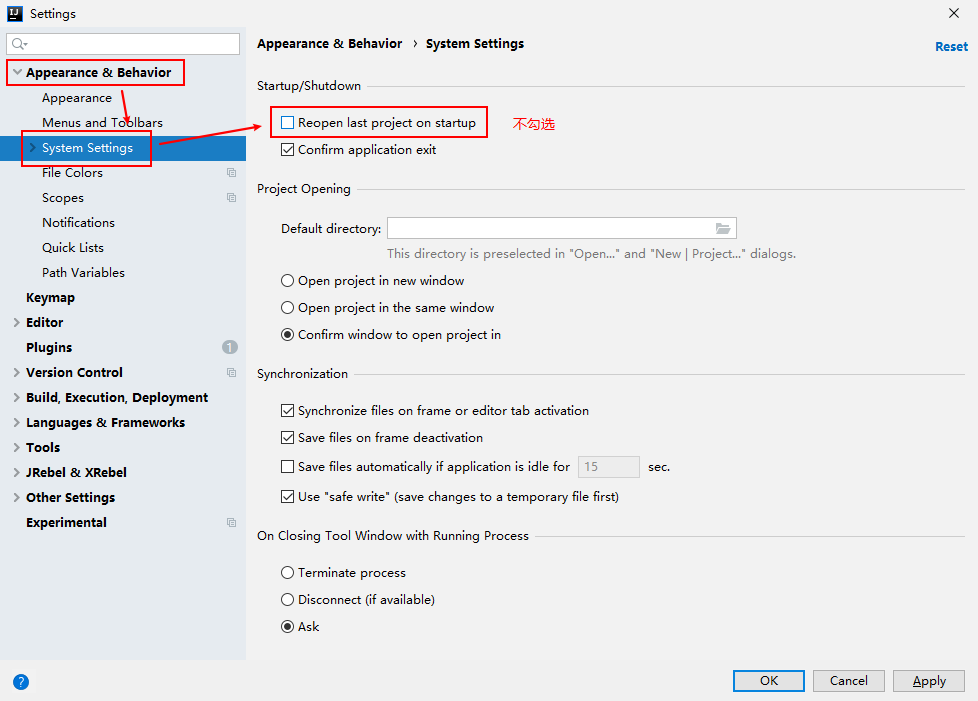 Settings
Appearance & Behavior › System Settings
Reset
Appearance & Behavior
Appearance
Menus and Toolbars
System Settings
File Colors
Scopes
Notifications
Quick Lists
Path Variables
Keymap
Editor
Plugins 1
Version Control
Build, Execution, Deployment
Languages & Frameworks
Tools
JRebel & XRebel
Other Settings
Experimental
Startup/Shutdown
Reopen last project on startup 不勾选
Confirm application exit
Project Opening
Default directory:
This directory is preselected in "Open..." and "New | Project..." dialogs.
Open project in new window
Open project in the same window
Confirm window to open project in
Synchronization
Synchronize files on frame or editor tab activation
Save files on frame deactivation
Save files automatically if application is idle for 15 sec.
Use "safe write" (save changes to a temporary file first)
On Closing Tool Window with Running Process
Terminate process
Disconnect (if available)
Ask
?
OK Cancel Apply